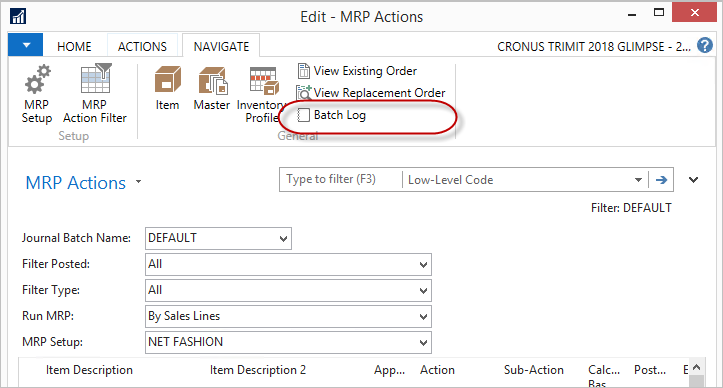 Edit - MRP Actions
HOME ACTIONS NAVIGATE CRONUS TRIMIT 2018 GLIMPSE - 2...
MRP Setup
MRP Action Filter
Setup
Item
Master
Inventory Profile
View Existing Order
View Replacement Order
Batch Log
General
MRP Actions
Type to filter (F3) Low-Level Code
Filter: DEFAULT
Journal Batch Name: DEFAULT
Filter Posted: All
Filter Type: All
Run MRP: By Sales Lines
MRP Setup: NET FASHION
Item Description Item Description 2 App... Action Sub-Action Calc... Post... E
Bas